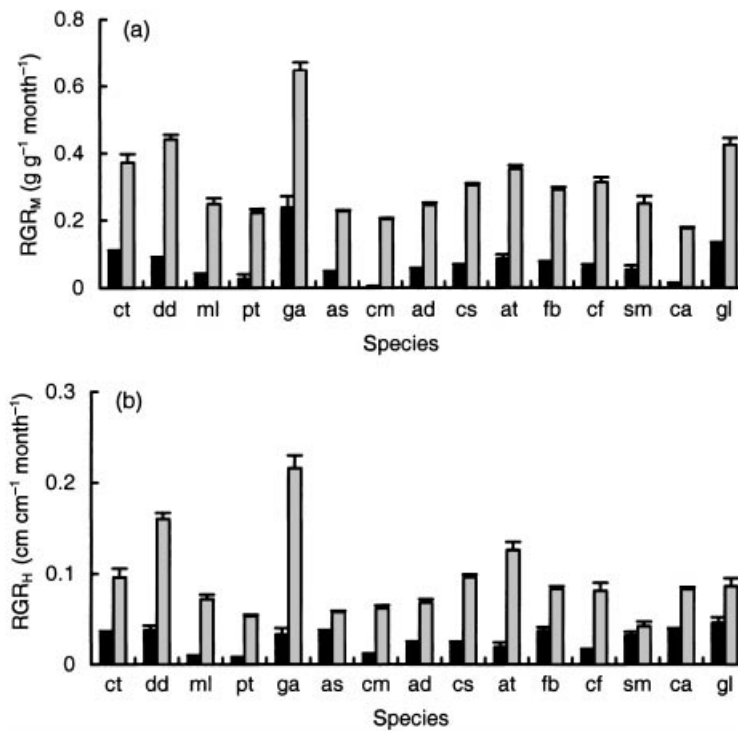 (a)
RGR_M (g g⁻¹ month⁻¹)
0.8
0.6
0.4
0.2
0
ct dd ml pt ga as cm ad cs at fb cf sm ca gl
Species
(b)
RGR_H (cm cm⁻¹ month⁻¹)
0.3
0.2
0.1
0
ct dd ml pt ga as cm ad cs at fb cf sm ca gl
Species